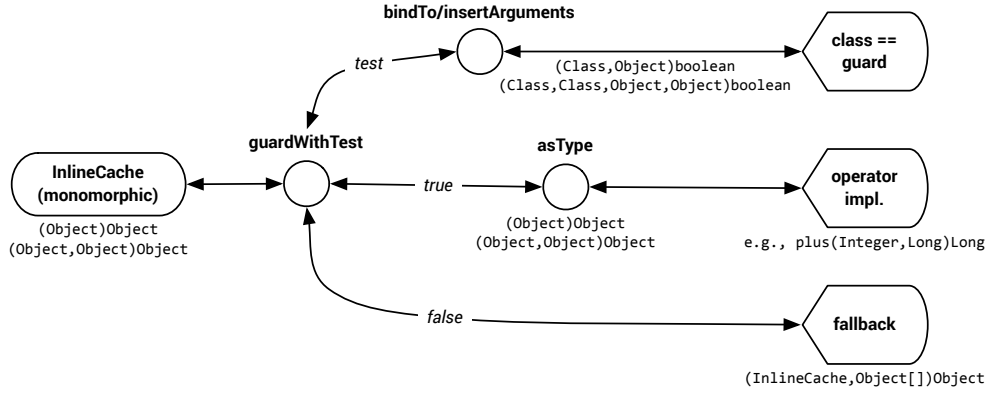 bindTo/insertArguments
class ==
guard
test
(Class,Object)boolean
(Class,Class,Object,Object)boolean
guardWithTest
asType
InlineCache
(monomorphic)
true
operator
impl.
(Object)Object
(Object,Object)Object
(Object)Object
(Object,Object)Object
e.g., plus(Integer,Long)Long
false
fallback
(InlineCache,Object[])Object